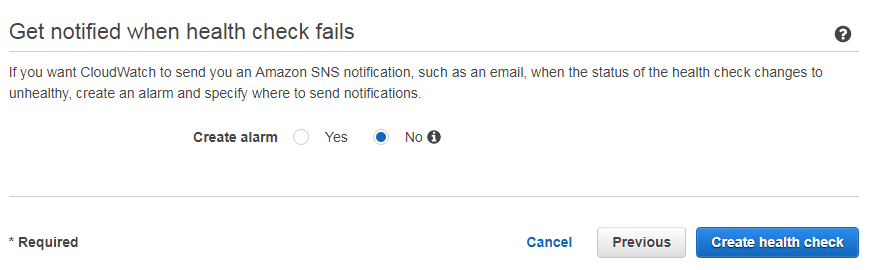 Get notified when health check fails
If you want CloudWatch to send you an Amazon SNS notification, such as an email, when the status of the health check changes to
unhealthy, create an alarm and specify where to send notifications.
Create alarm Yes No
* Required Cancel Previous Create health check